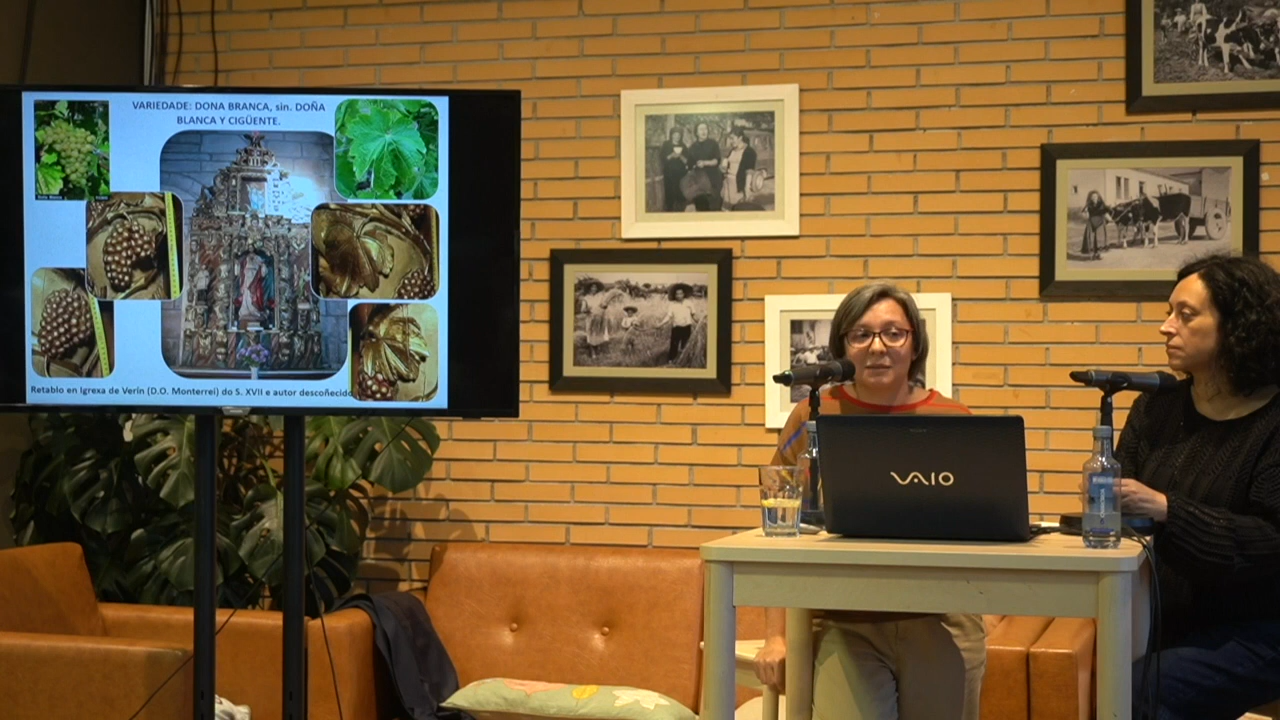 VARIEDADE: DONA BRANCA, sin. DOÑA
BLANCA Y CIGÜENTE.
Retablo en Igrexa de Verín (D.O. Monterrei) do S. XVII e autor descoñecido
VAIO